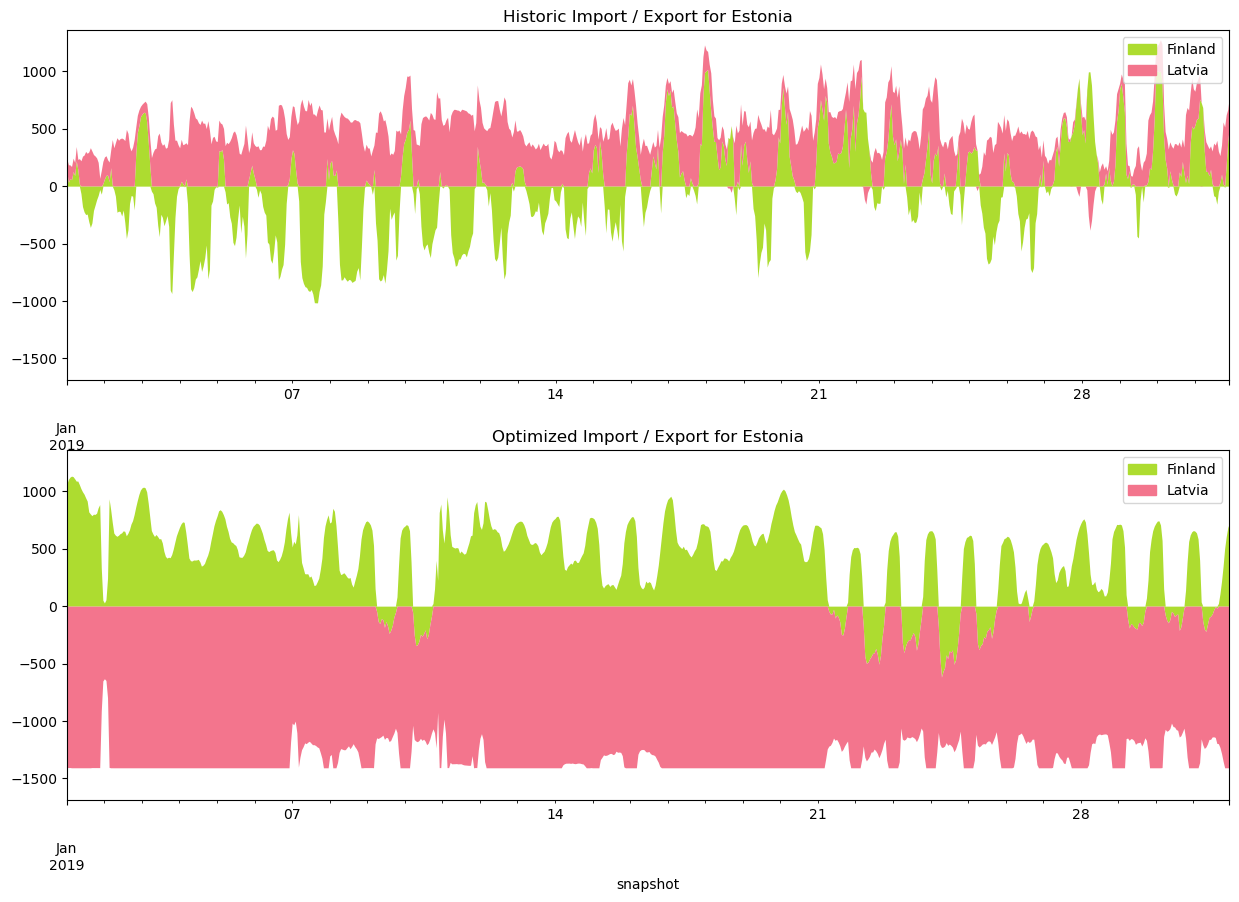 Historic Import / Export for Estonia
Finland
Latvia
1000
500
0
−500
−1000
−1500
07
14
21
28
Jan
2019
Optimized Import / Export for Estonia
Finland
Latvia
1000
500
0
−500
−1000
−1500
07
14
21
28
Jan
2019
snapshot